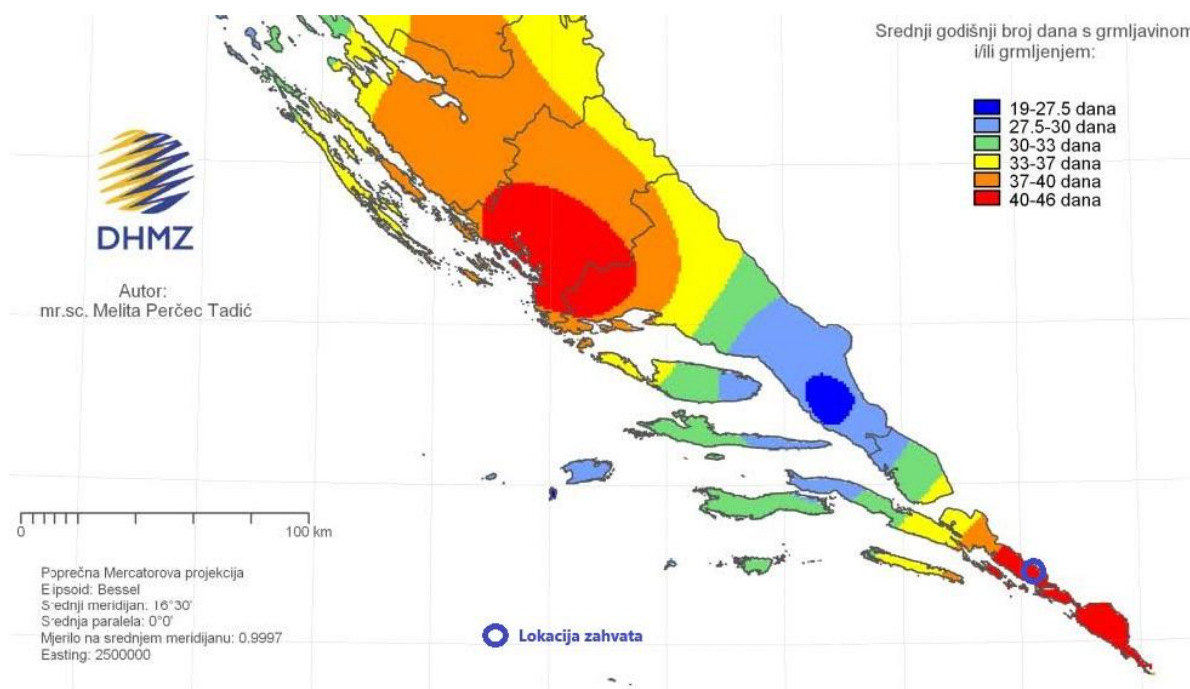 Srednji godišnji broj dana s grmljavinom
i/ili grmljenjem:
19-27.5 dana
27.5-30 dana
30-33 dana
33-37 dana
37-40 dana
40-46 dana
DHMZ
Autor:
mr.sc. Melita Perčec Tadić
0
100 km
Poprečna Mercatorova projekcija
Elipsoid: Bessel
Srednji meridijan: 16°30'
Srednja paralela: 0°0'
Mjerilo na srednjem meridijanu: 0.9997
Easting: 2500000
Lokacija zahvata